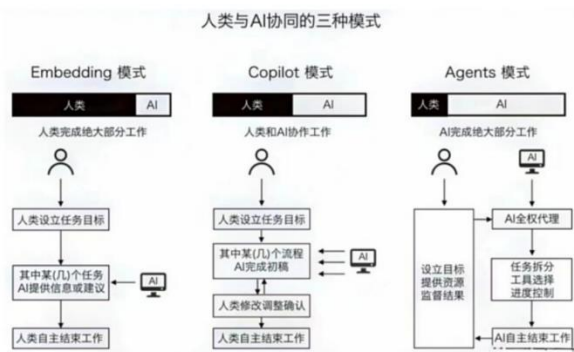 人类与AI协同的三种模式
Embedding 模式
人类 AI
人类完成绝大部分工作
人类设立任务目标
其中某(几)个任务
AI提供信息或建议
AI
人类自主结束工作
Copilot 模式
人类 AI
人类和AI协作工作
人类设立任务目标
其中某(几)个流程
AI完成初稿
AI
人类修改调整确认
人类自主结束工作
Agents 模式
人类 AI
AI完成绝大部分工作
AI
设立目标
提供资源
监督结果
AI全权代理
任务拆分
工具选择
进度控制
AI自主结束工作